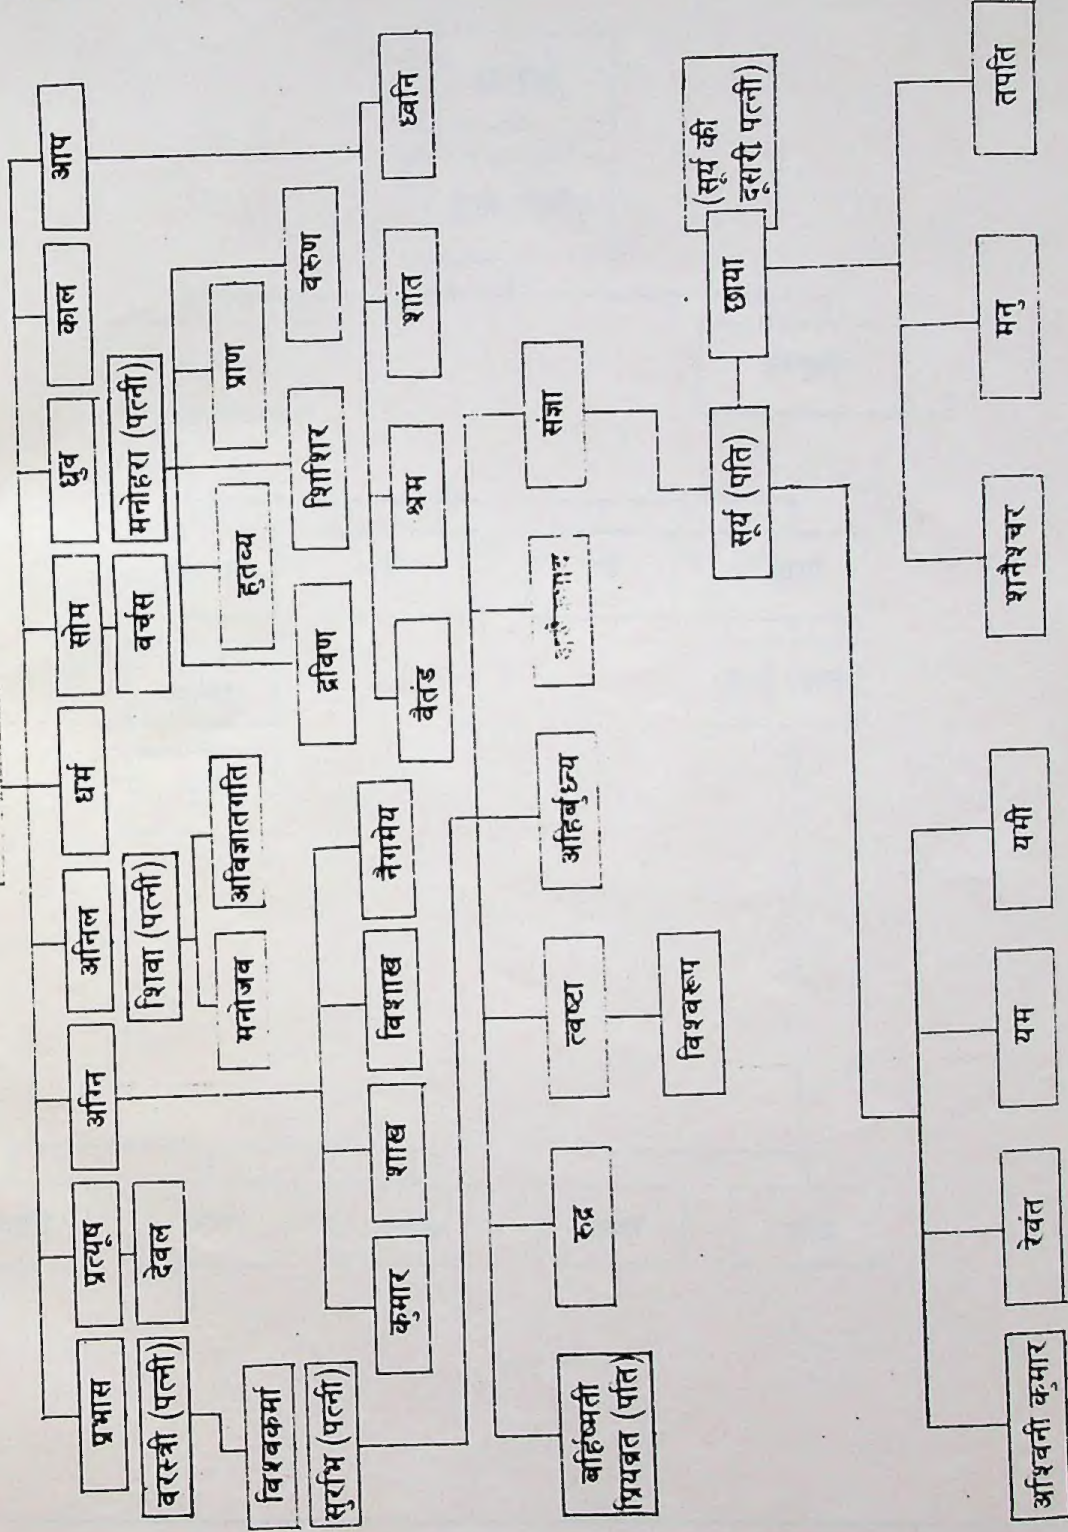 प्रभास
प्रत्यूष
अग्नि
अनिल
धर्म
सोम
ध्रुव
काल
आप
वरस्त्री (पत्नी)
देवल
शिवा (पत्नी)
वर्चस
मनोहरा (पत्नी)
विश्वकर्मा
मनोजव
अविज्ञातगति
हुतव्य
प्राण
सुरभि (पत्नी)
द्रविण
शिशिर
वरुण
कुमार
शाख
विशाख
नैगमेय
वैतंड
श्रम
शांत
ध्वनि
बर्हिष्मती
प्रियव्रत (पति)
रुद्र
त्वष्टा
अहिर्बुध्न्य
संज्ञा
विश्वरूप
सूर्य (पति)
छाया
(सूर्य की
दूसरी पत्नी)
अश्विनी कुमार
रेवंत
यम
यमी
शनैश्चर
मनु
तपति